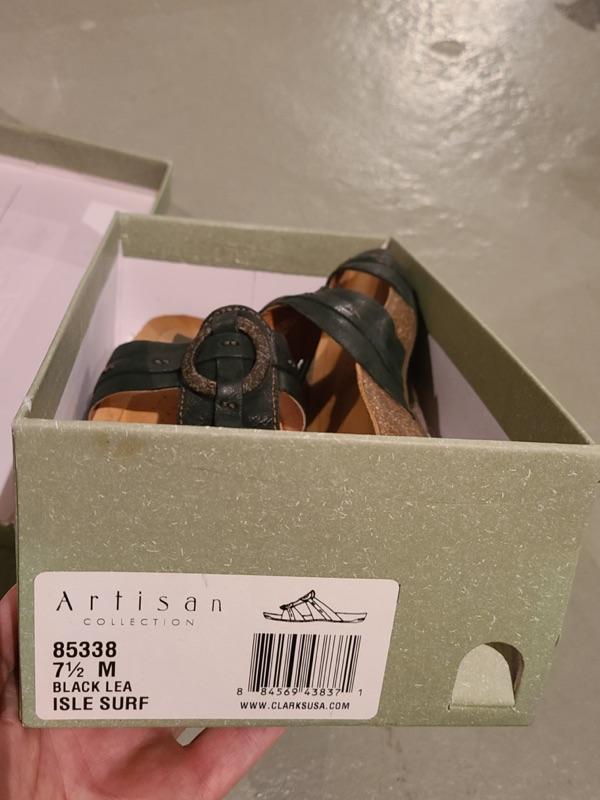 Artisan
COLLECTION
85338
7½ M
BLACK LEA
ISLE SURF
8 84569 43837 1
WWW.CLARKSUSA.COM